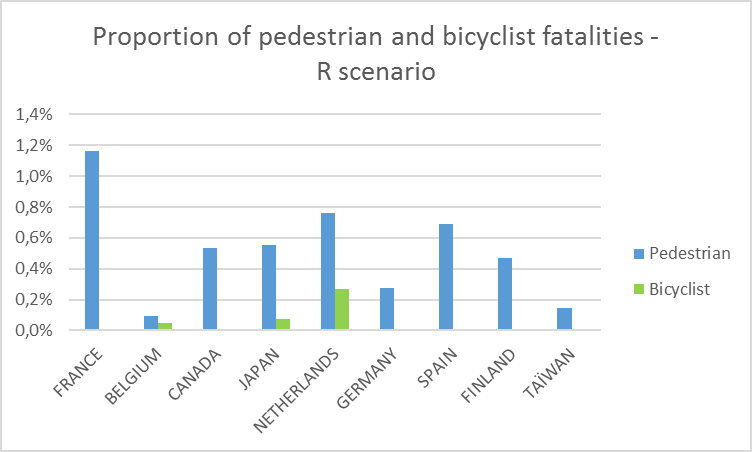 Proportion of pedestrian and bicyclist fatalities -
R scenario
1,4%
1,2%
1,0%
0,8%
0,6%
0,4%
0,2%
0,0%
FRANCE
BELGIUM
CANADA
JAPAN
NETHERLANDS
GERMANY
SPAIN
FINLAND
TAÏWAN
Pedestrian
Bicyclist